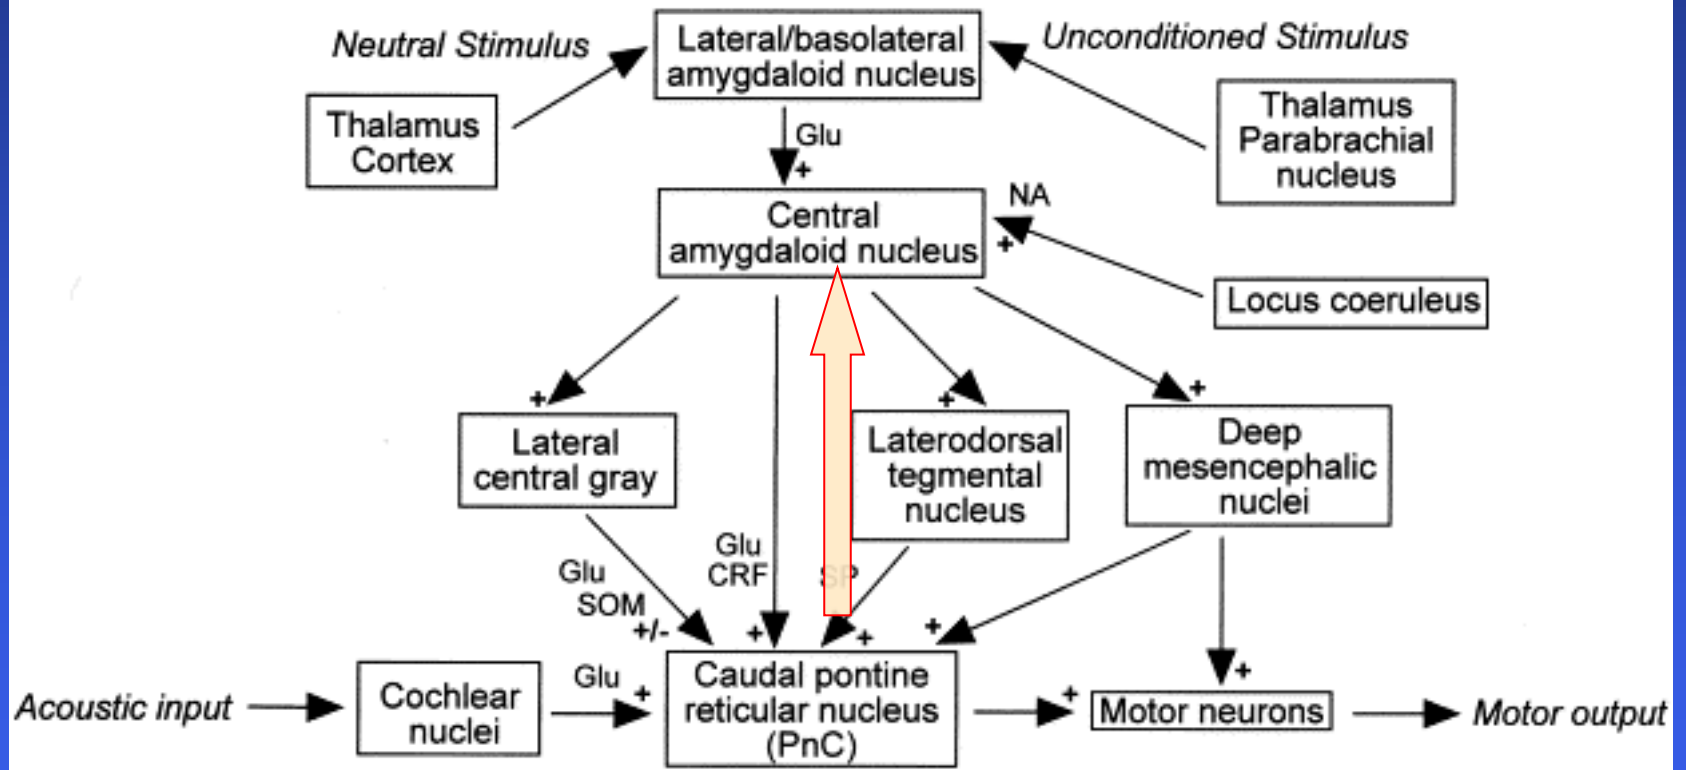 Neutral Stimulus
Lateral/basolateral
amygdaloid nucleus
Unconditioned Stimulus
Thalamus
Cortex
Thalamus
Parabrachial
nucleus
Glu
+
NA
+
Central
amygdaloid nucleus
Locus coeruleus
+
+
+
Lateral
central gray
Laterodorsal
tegmental
nucleus
Deep
mesencephalic
nuclei
Glu
SOM
+/-
Glu
CRF
+
SP
+
+
+
Acoustic input
Cochlear
nuclei
Glu
+
Caudal pontine
reticular nucleus
(PnC)
+
Motor neurons
Motor output